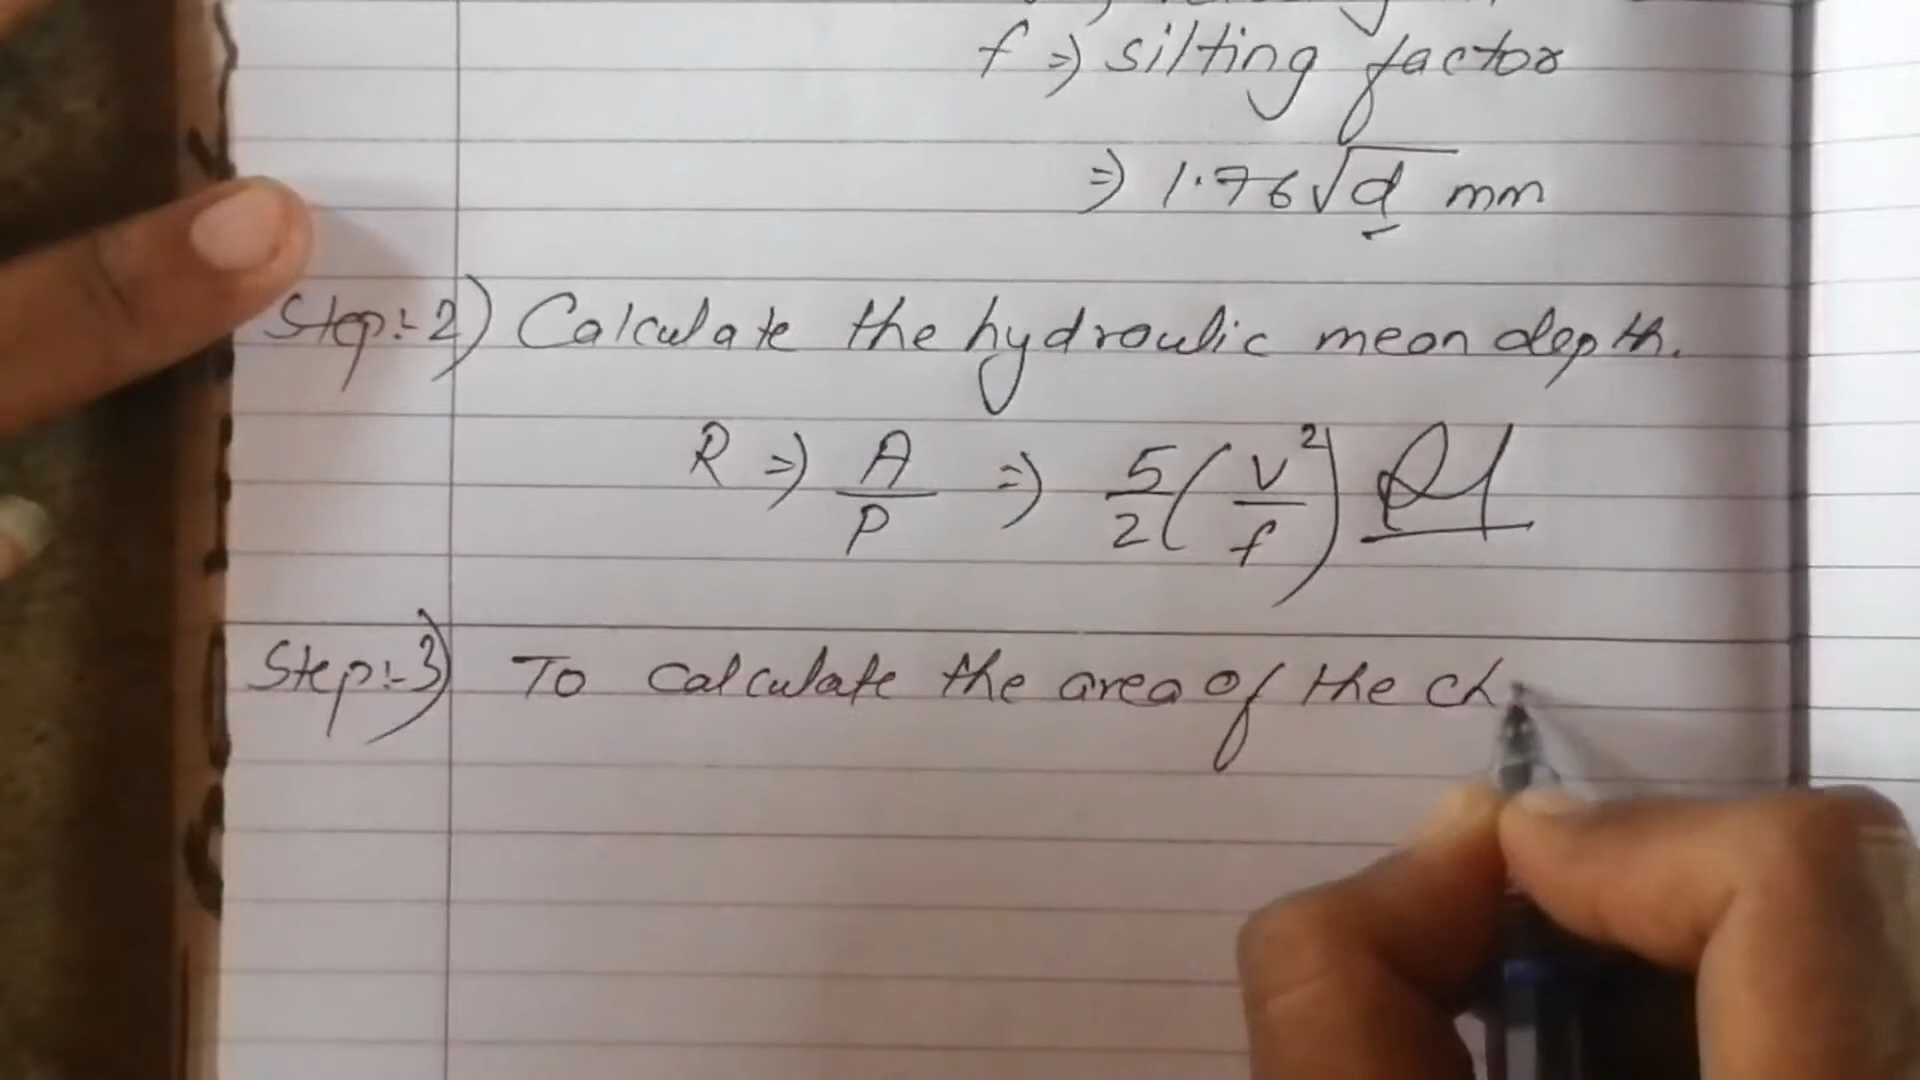 f ⇒ silting factor
⇒ 1.76√d mm
Step:-2) Calculate the hydroulic mean depth.
R ⇒ A/P ⇒ 5/2 (v²/f)
Step:-3) To calculate the area of the ch